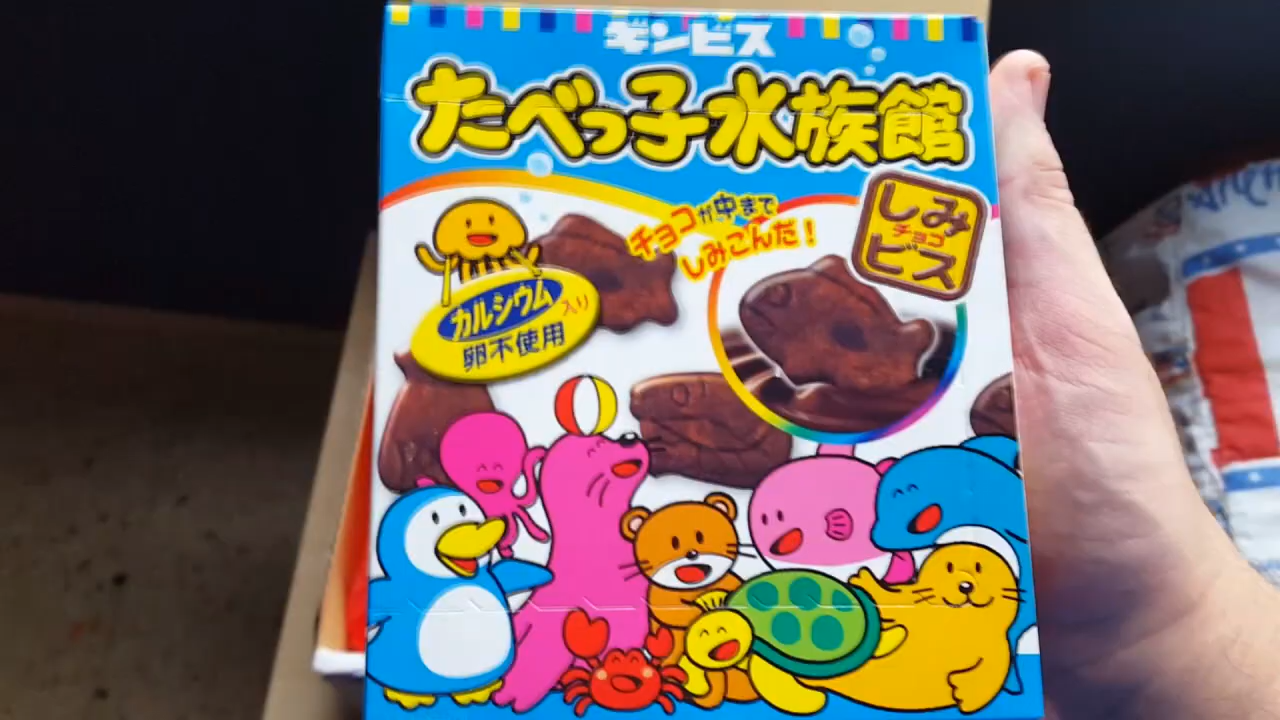 ギンビス
たべっ子水族館
チョコが中まで
しみこんだ!
しみ
チョコ
ビス
カルシウム入り
卵不使用